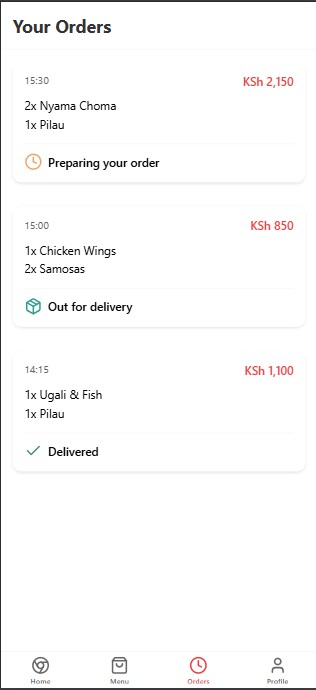 Your Orders
15:30
KSh 2,150
2x Nyama Choma
1x Pilau
Preparing your order
15:00
KSh 850
1x Chicken Wings
2x Samosas
Out for delivery
14:15
KSh 1,100
1x Ugali & Fish
1x Pilau
Delivered
Home
Menu
Orders
Profile